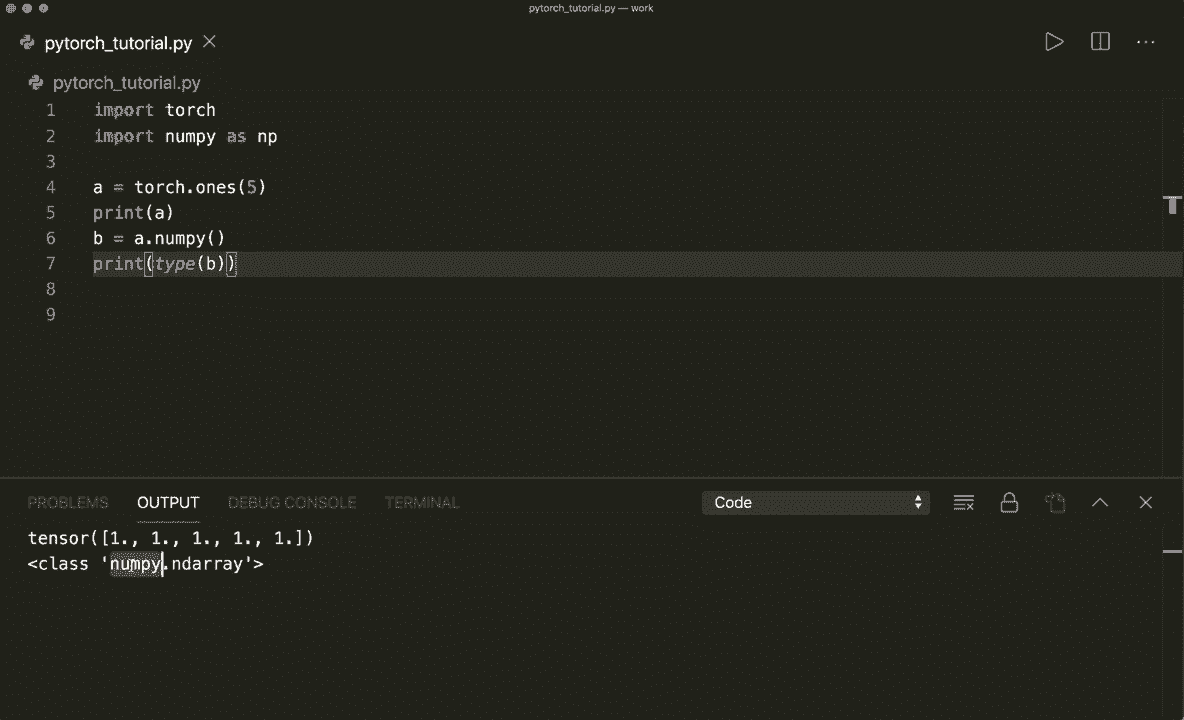 pytorch_tutorial.py — work
pytorch_tutorial.py
pytorch_tutorial.py
1 import torch
2 import numpy as np
3
4 a = torch.ones(5)
5 print(a)
6 b = a.numpy()
7 print(type(b))
8
9
PROBLEMS OUTPUT DEBUG CONSOLE TERMINAL Code
tensor([1., 1., 1., 1., 1.])
<class 'numpy.ndarray'>